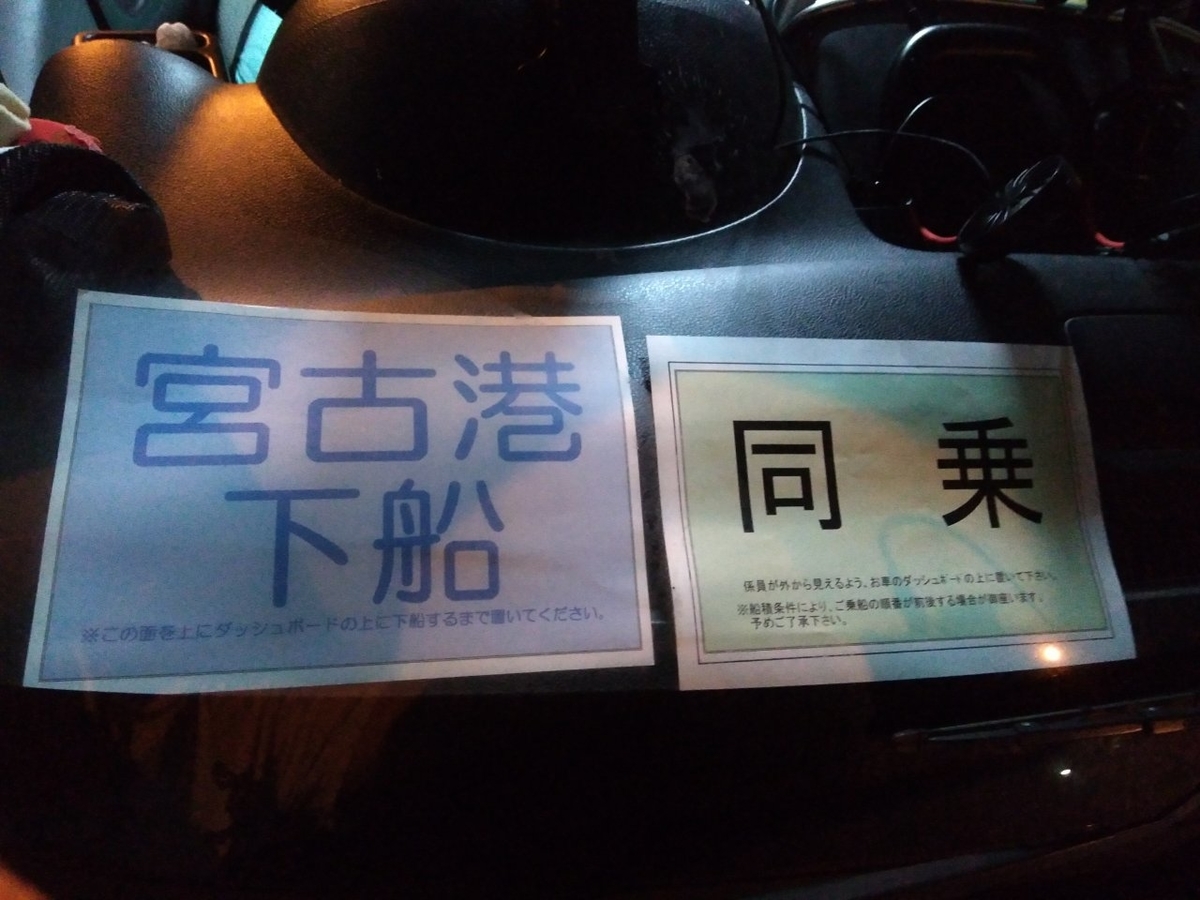 宮古港
下船
※この面を上にダッシュボードの上に下船するまで置いてください。
同 乗
係員が外から見えるよう、お車のダッシュボードの上に置いて下さい。
※船積条件により、ご乗船の順番が前後する場合が御座います。
予めご了承下さい。